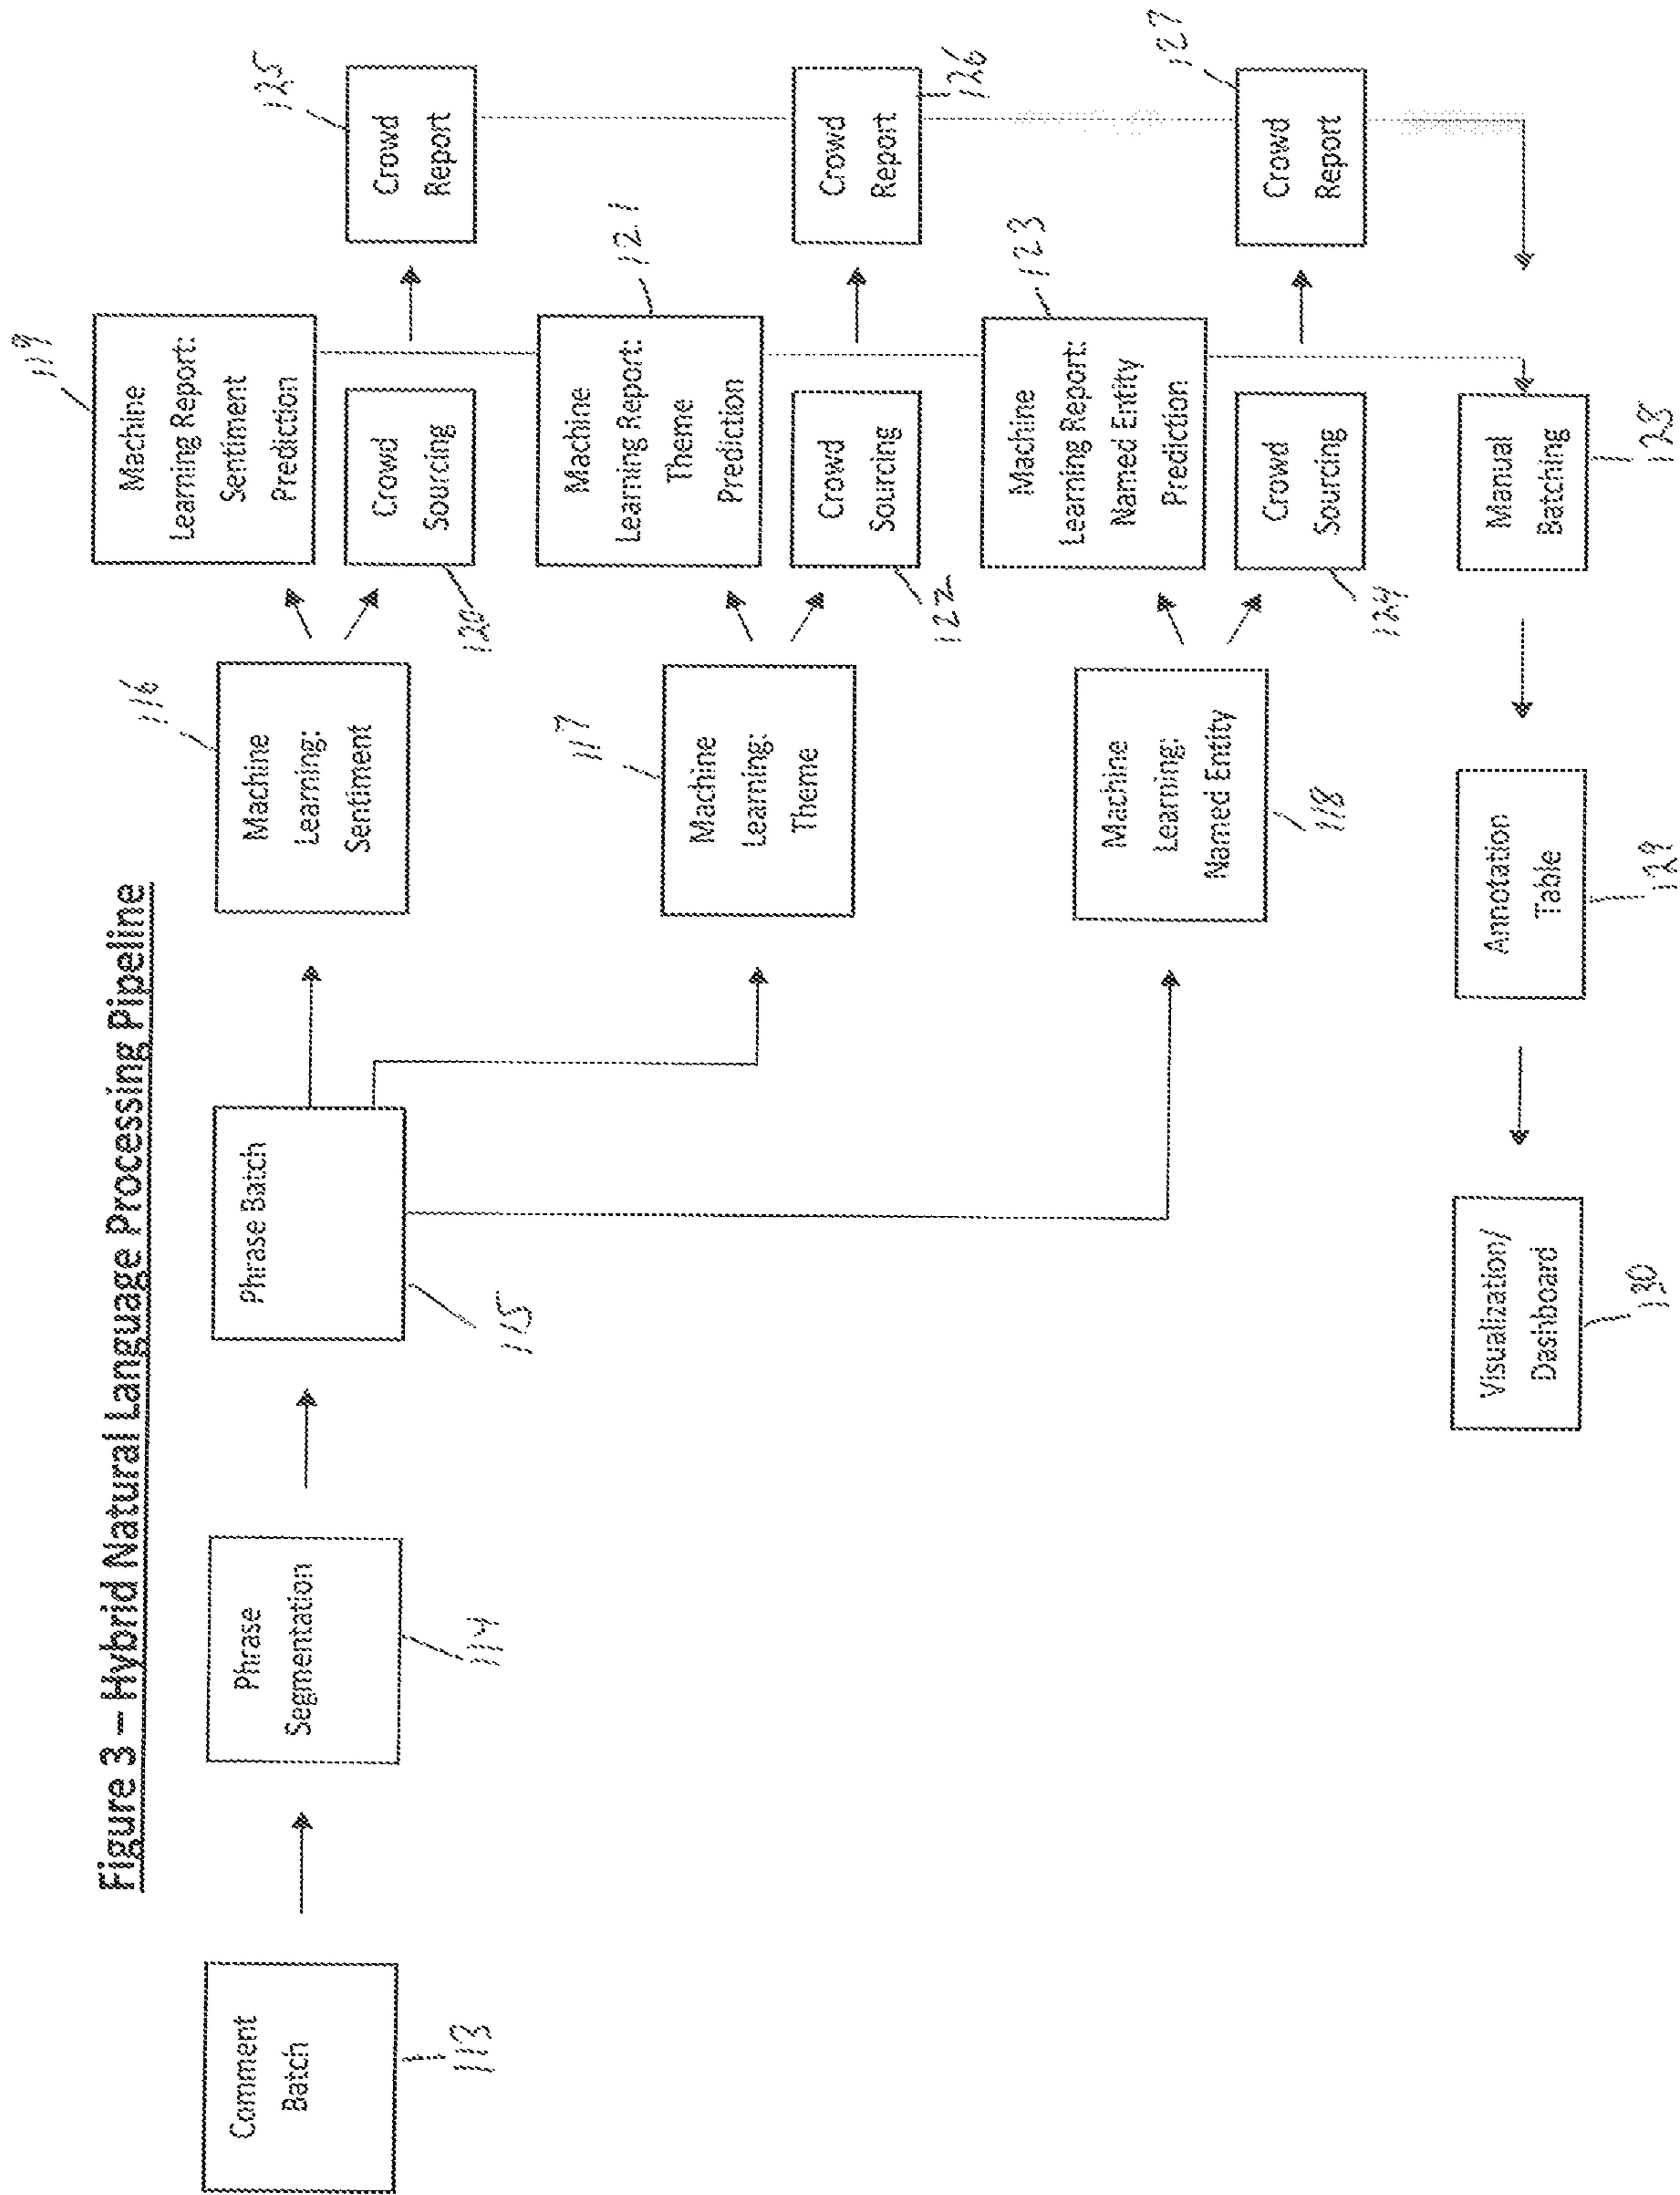 Figure 3 – Hybrid Natural Language Processing Pipeline
Comment
Batch
113
Phrase
Segmentation
114
Phrase Batch
115
116
Machine
Learning:
Sentiment
117
Machine
Learning:
Theme
Machine
Learning:
Named Entity
118
119
Machine
Learning Report:
Sentiment
Prediction
Crowd
Sourcing
120
121
Machine
Learning Report:
Theme
Prediction
Crowd
Sourcing
122
123
Machine
Learning Report:
Named Entity
Prediction
Crowd
Sourcing
124
125
Crowd
Report
Crowd
Report
126
127
Crowd
Report
Manual
Batching
128
Annotation
Table
129
Visualization/
Dashboard
130